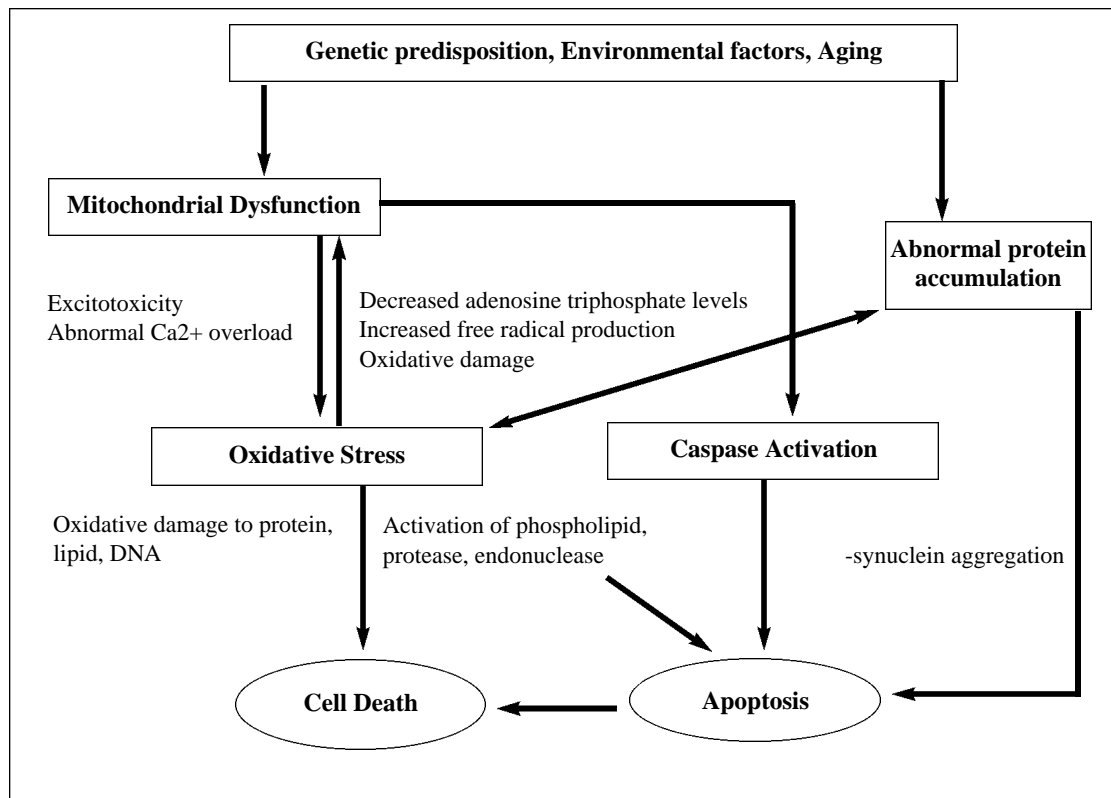 Genetic predisposition, Environmental factors, Aging
Mitochondrial Dysfunction
Abnormal protein
accumulation
Excitotoxicity
Abnormal Ca2+ overload
Decreased adenosine triphosphate levels
Increased free radical production
Oxidative damage
Oxidative Stress
Caspase Activation
Oxidative damage to protein,
lipid, DNA
Activation of phospholipid,
protease, endonuclease
-synuclein aggregation
Cell Death
Apoptosis